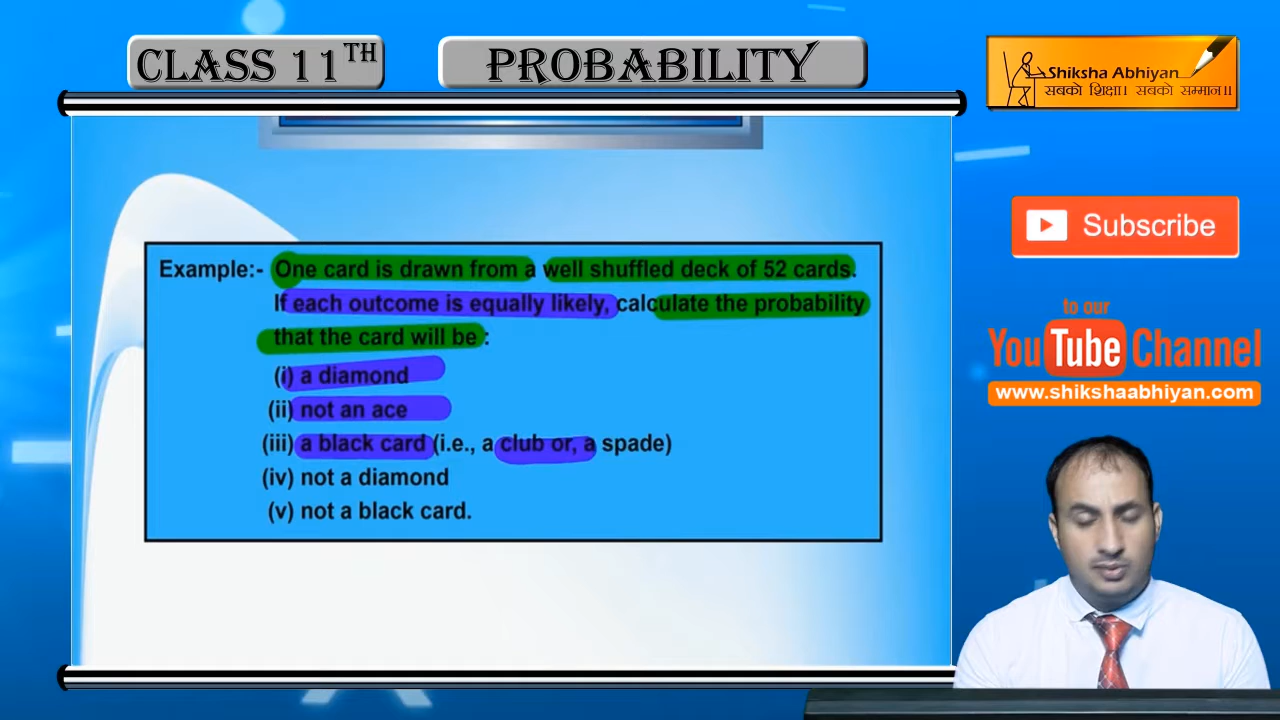 CLASS 11TH
PROBABILITY
Shiksha Abhiyan
सबको शिक्षा। सबको सम्मान।।
Subscribe
to our
YouTube Channel
www.shikshaabhiyan.com
Example:- One card is drawn from a well shuffled deck of 52 cards.
If each outcome is equally likely, calculate the probability
that the card will be :
(i) a diamond
(ii) not an ace
(iii) a black card (i.e., a club or, a spade)
(iv) not a diamond
(v) not a black card.